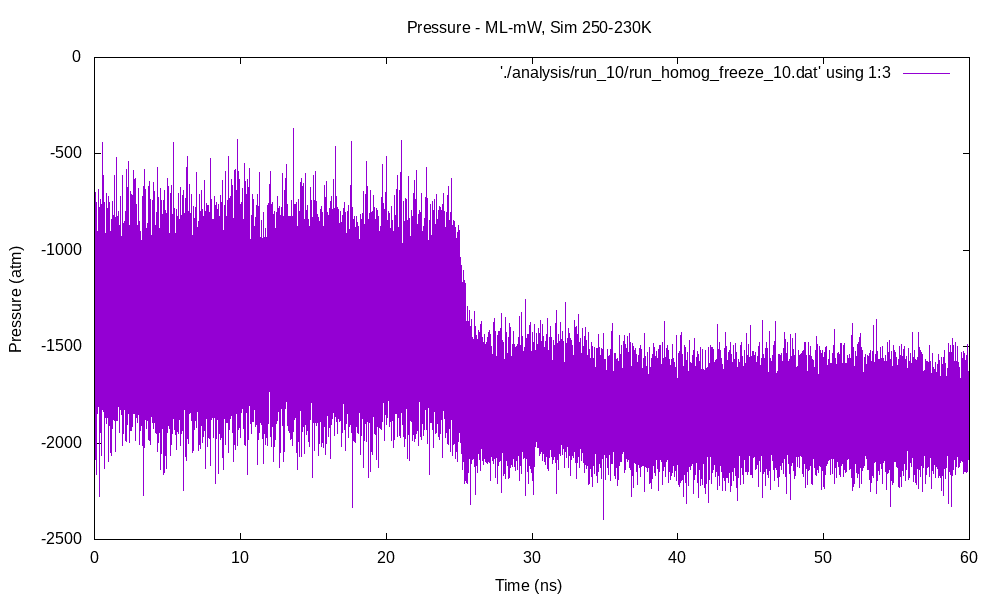 Pressure - ML-mW, Sim 250-230K
'./analysis/run_10/run_homog_freeze_10.dat' using 1:3
0
-500
-1000
-1500
-2000
-2500
Pressure (atm)
0 10 20 30 40 50 60
Time (ns)